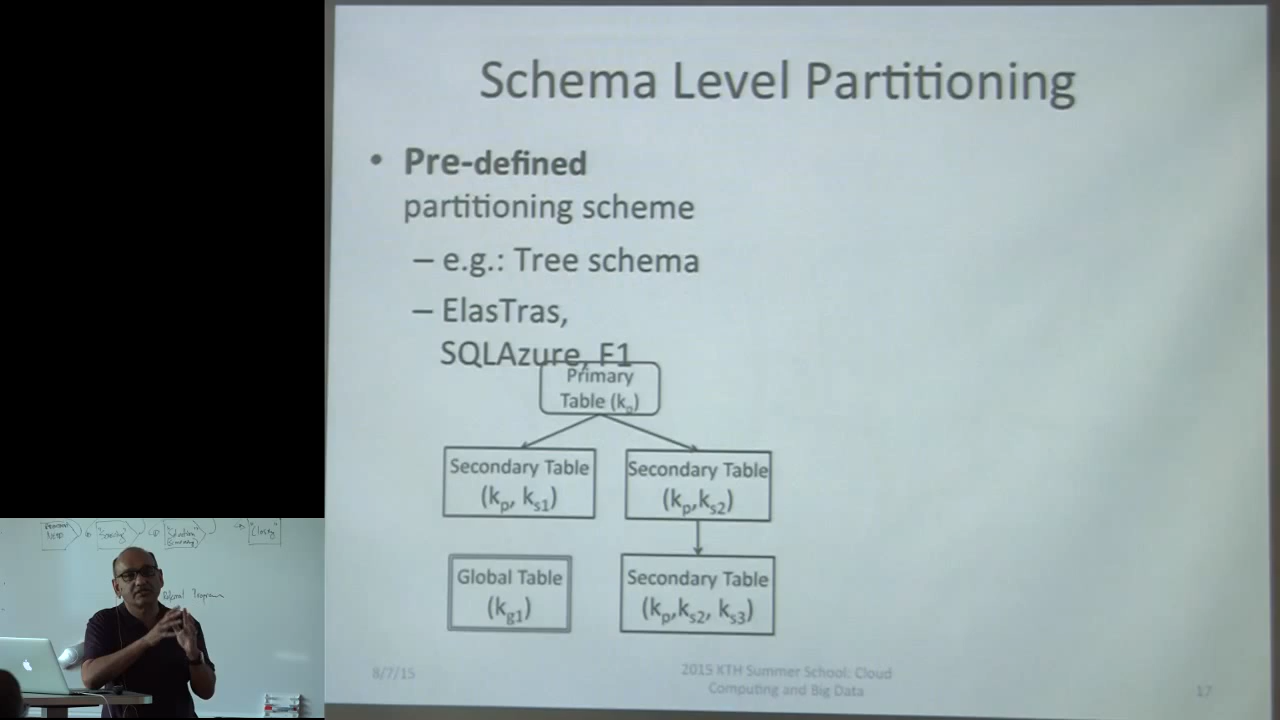 Schema Level Partitioning
• Pre-defined
partitioning scheme
– e.g.: Tree schema
– ElasTras,
SQLAzure, F1
Primary
Table (kp)
Secondary Table
(kp, ks1)
Secondary Table
(kp,ks2)
Global Table
(kg1)
Secondary Table
(kp,ks2, ks3)
8/7/15
2015 KTH Summer School: Cloud
Computing and Big Data
17
"Closing"